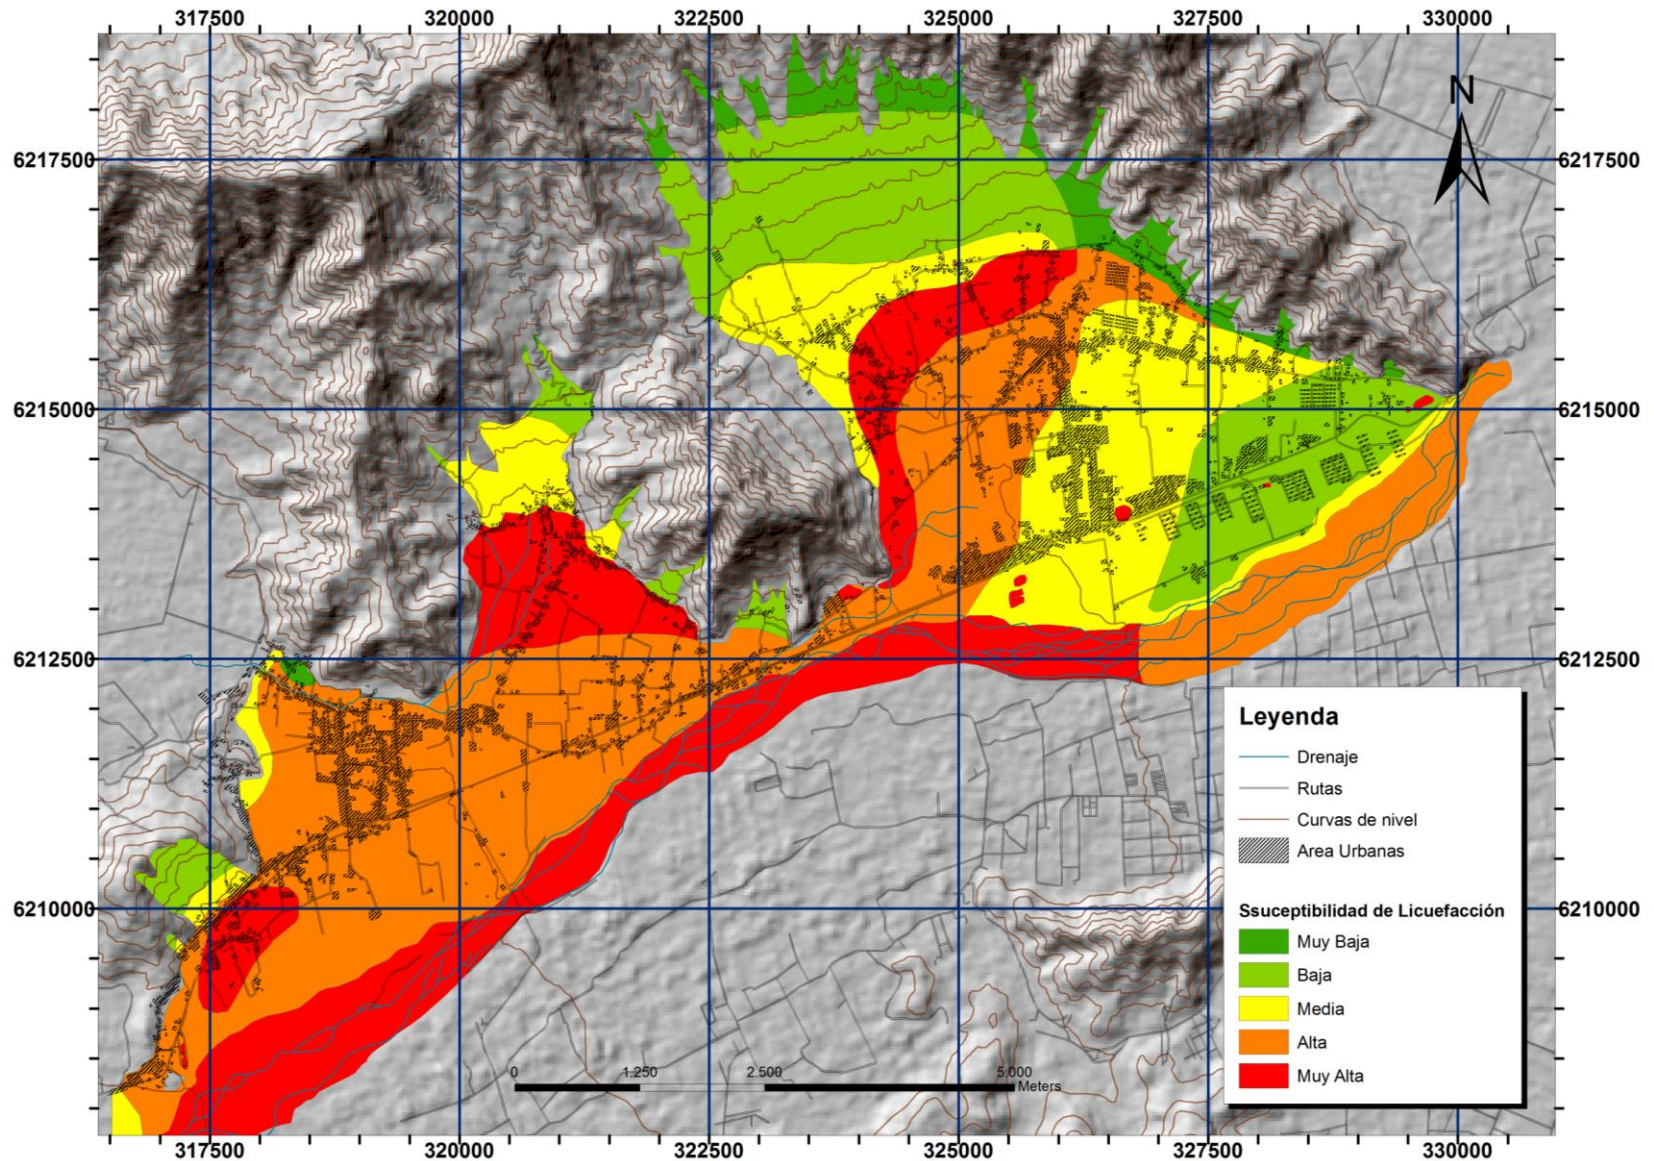 317500 320000 322500 325000 327500 330000
N
6217500 6217500
6215000 6215000
6212500 6212500
Leyenda
Drenaje
Rutas
Curvas de nivel
Area Urbanas
6210000 6210000
Ssuceptibilidad de Licuefacción
Muy Baja
Baja
Media
Alta
Muy Alta
0 1.250 2.500 5.000
Meters
317500 320000 322500 325000 327500 330000